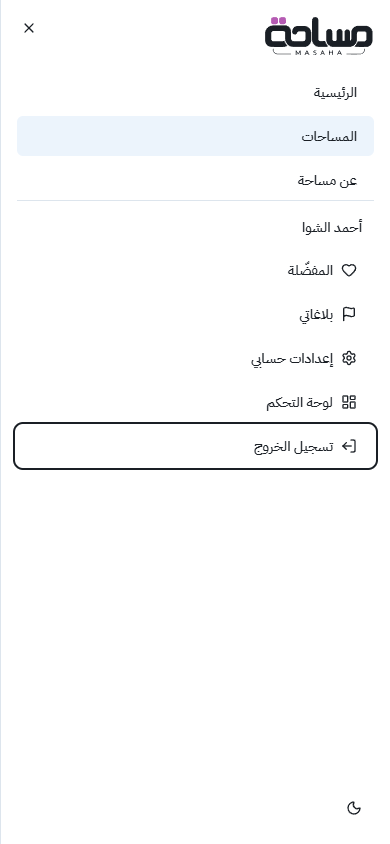 مساحة
MASAHA
الرئيسية
المساحات
عن مساحة
أحمد الشوا
المفضّلة
بلاغاتي
إعدادات حسابي
لوحة التحكم
تسجيل الخروج